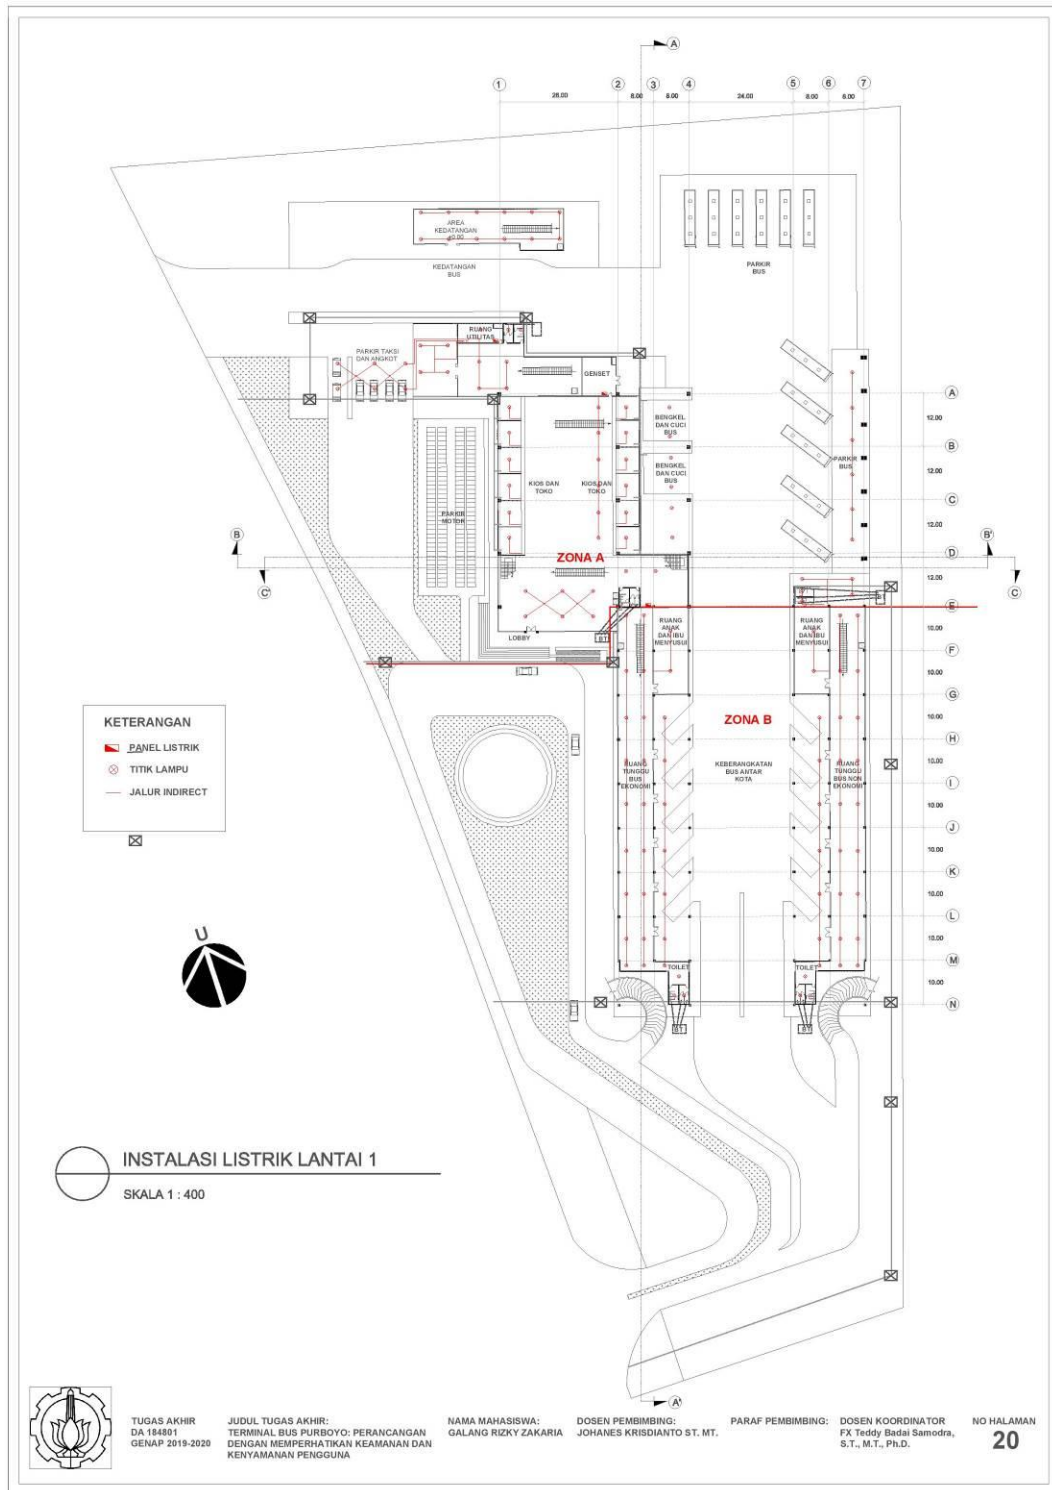 A
1
2
3
4
5
6
7
28.00
8.00
8.00
24.00
8.00
8.00
AREA
KEDATANGAN
±0.00
KEDATANGAN
BUS
PARKIR
BUS
RUANG
UTILITAS
PARKIR TAKSI
DAN ANGKOT
GENSET
A
12.00
BENGKEL
DAN CUCI
BUS
B
12.00
PARKIR
BUS
BENGKEL
DAN CUCI
BUS
KIOS DAN
TOKO
KIOS DAN
TOKO
C
PARKIR
MOTOR
12.00
B
B'
D
ZONA A
C'
C
12.00
E
BT
LOBBY
RUANG
ANAK
DAN IBU
MENYUSUI
RUANG
ANAK
DAN IBU
MENYUSUI
10.00
F
10.00
G
KETERANGAN
PANEL LISTRIK
TITIK LAMPU
JALUR INDIRECT
ZONA B
10.00
H
10.00
RUANG
TUNGGU
BUS
EKONOMI
KEBERANGKATAN
BUS ANTAR
KOTA
RUANG
TUNGGU
BUS NON
EKONOMI
I
10.00
J
10.00
K
10.00
L
10.00
M
TOILET
TOILET
10.00
N
BT
BT
U
INSTALASI LISTRIK LANTAI 1
SKALA 1 : 400
A'
TUGAS AKHIR
DA 184801
GENAP 2019-2020
JUDUL TUGAS AKHIR:
TERMINAL BUS PURBOYO: PERANCANGAN
DENGAN MEMPERHATIKAN KEAMANAN DAN
KENYAMANAN PENGGUNA
NAMA MAHASISWA:
GALANG RIZKY ZAKARIA
DOSEN PEMBIMBING:
JOHANES KRISDIANTO ST. MT.
PARAF PEMBIMBING:
DOSEN KOORDINATOR
FX Teddy Badai Samodra,
S.T., M.T., Ph.D.
NO HALAMAN
20